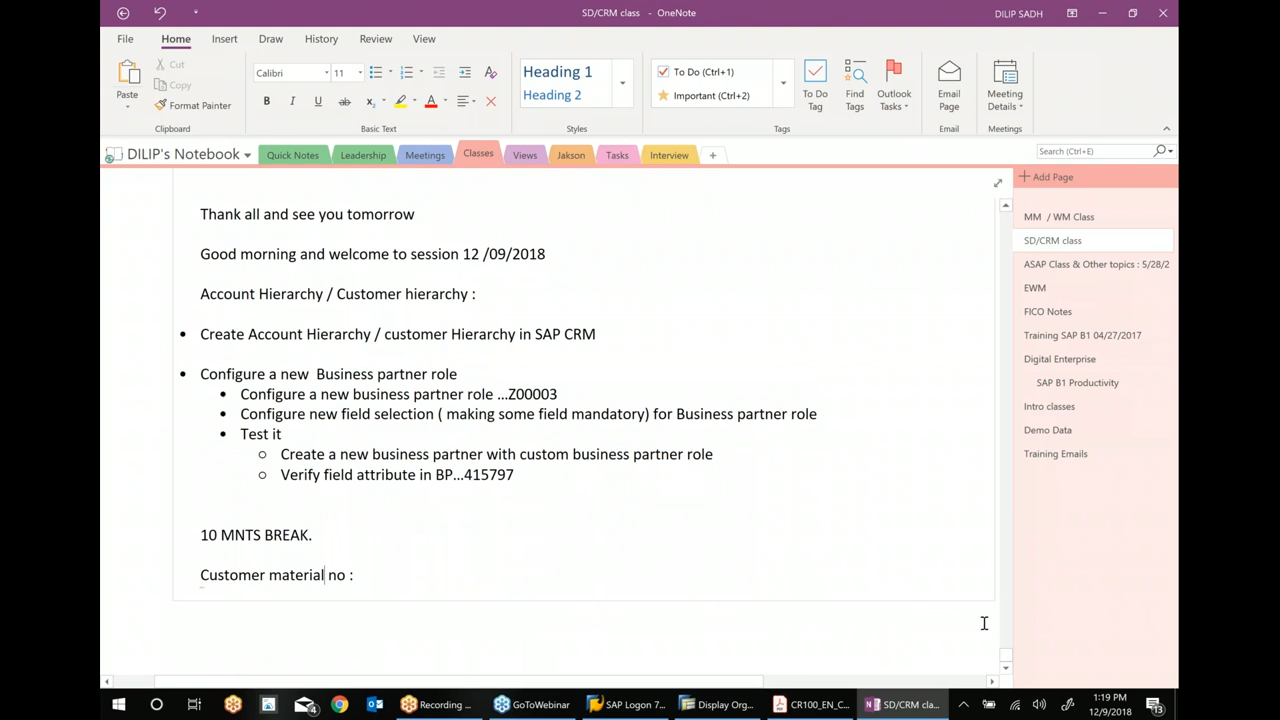 SD/CRM class - OneNote
DILIP SADH
File Home Insert Draw History Review View
Paste
Cut
Copy
Format Painter
Clipboard
Calibri 11
B I U ab x₂ A
Basic Text
Heading 1
Heading 2
Styles
To Do (Ctrl+1)
Important (Ctrl+2)
To Do Tag
Find Tags
Outlook Tasks
Tags
Email Page
Email
Meeting Details
Meetings
DILIP's Notebook
Quick Notes Leadership Meetings Classes Views Jakson Tasks Interview
Search (Ctrl+E)
Thank all and see you tomorrow
Good morning and welcome to session 12 /09/2018
Account Hierarchy / Customer hierarchy :
• Create Account Hierarchy / customer Hierarchy in SAP CRM
• Configure a new Business partner role
• Configure a new business partner role ...Z00003
• Configure new field selection ( making some field mandatory) for Business partner role
• Test it
○ Create a new business partner with custom business partner role
○ Verify field attribute in BP...415797
10 MNTS BREAK.
Customer material no :
Add Page
MM / WM Class
SD/CRM class
ASAP Class & Other topics : 5/28/2
EWM
FICO Notes
Training SAP B1 04/27/2017
Digital Enterprise
SAP B1 Productivity
Intro classes
Demo Data
Training Emails
4
Recording ...
GoToWebinar
SAP Logon 7...
Display Org...
CR100_EN_C...
SD/CRM cla...
1:19 PM
12/9/2018
13